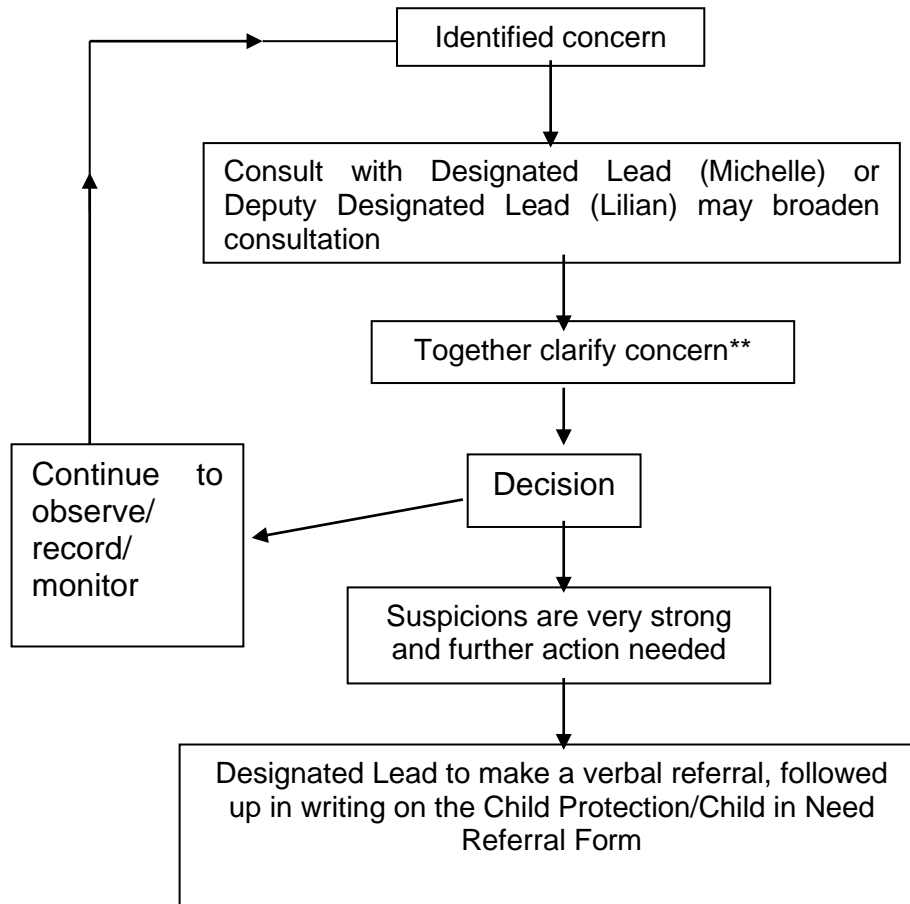 Identified concern
Consult with Designated Lead (Michelle) or
Deputy Designated Lead (Lilian) may broaden
consultation
Together clarify concern**
Decision
Continue to
observe/
record/
monitor
Suspicions are very strong
and further action needed
Designated Lead to make a verbal referral, followed
up in writing on the Child Protection/Child in Need
Referral Form